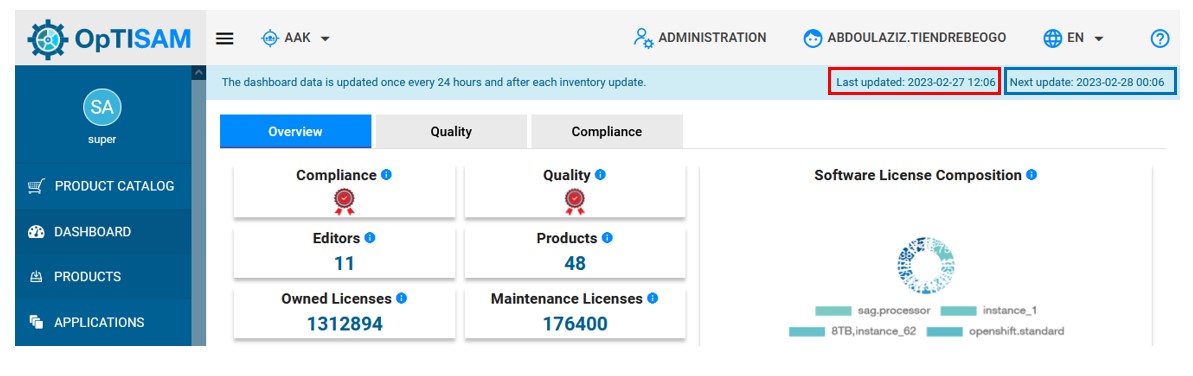 OpTISAM
AAK
ADMINISTRATION
ABDOULAZIZ.TIENDREBEOGO
EN
?
The dashboard data is updated once every 24 hours and after each inventory update.
Last updated: 2023-02-27 12:06
Next update: 2023-02-28 00:06
SA
super
PRODUCT CATALOG
DASHBOARD
PRODUCTS
APPLICATIONS
Overview
Quality
Compliance
Compliance
Quality
Editors
11
Products
48
Owned Licenses
1312894
Maintenance Licenses
176400
Software License Composition
sag.processor
instance_1
8TB,instance_62
openshift.standard